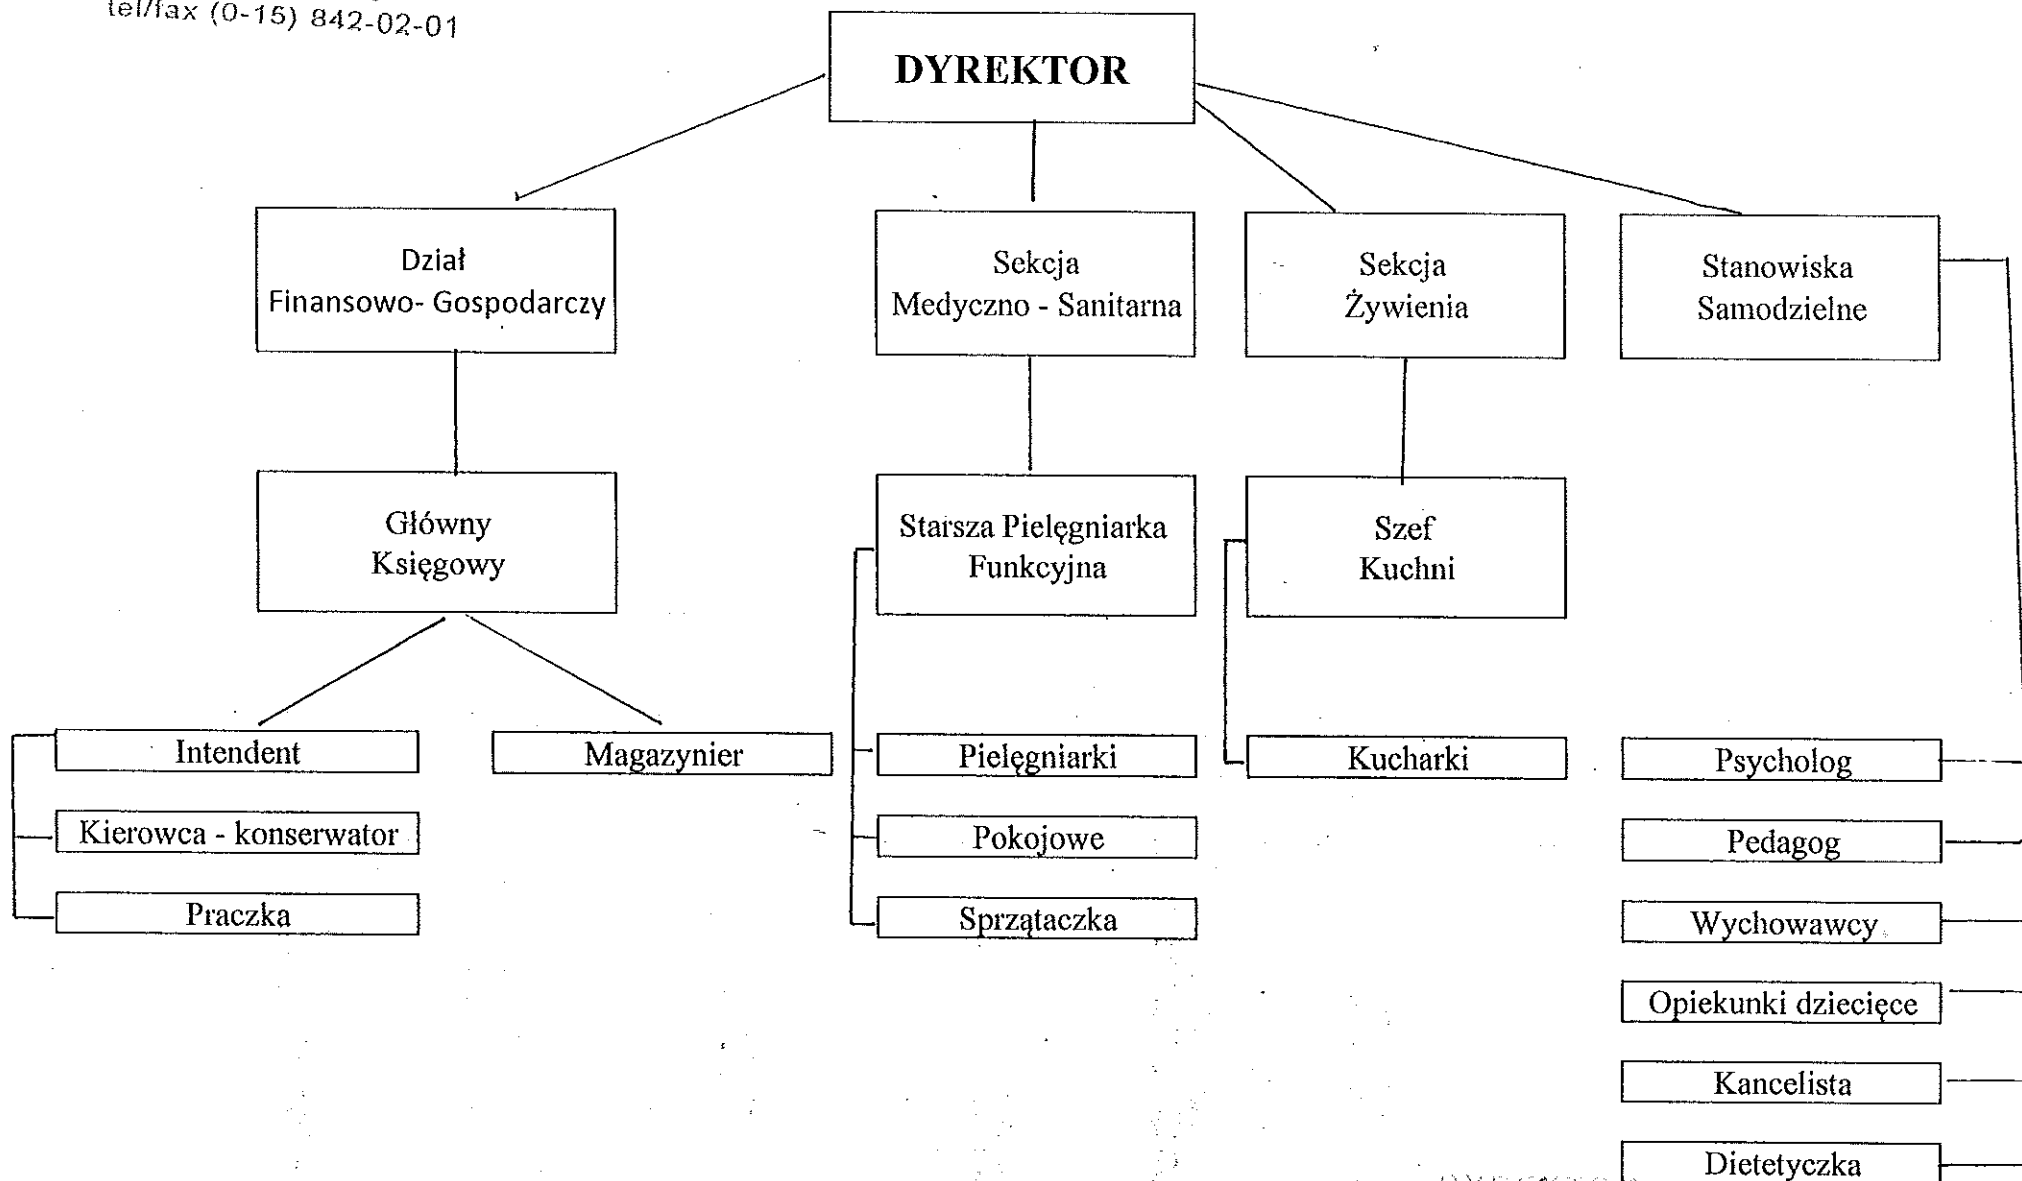 tel/fax (0-15) 842-02-01
DYREKTOR
Dział
Finansowo- Gospodarczy
Sekcja
Medyczno - Sanitarna
Sekcja
Żywienia
Stanowiska
Samodzielne
Główny
Księgowy
Starsza Pielęgniarka
Funkcyjna
Szef
Kuchni
Intendent
Magazynier
Pielęgniarki
Kucharki
Psycholog
Kierowca - konserwator
Pokojowe
Pedagog
Praczka
Sprzątaczka
Wychowawcy
Opiekunki dziecięce
Kancelista
Dietetyczka